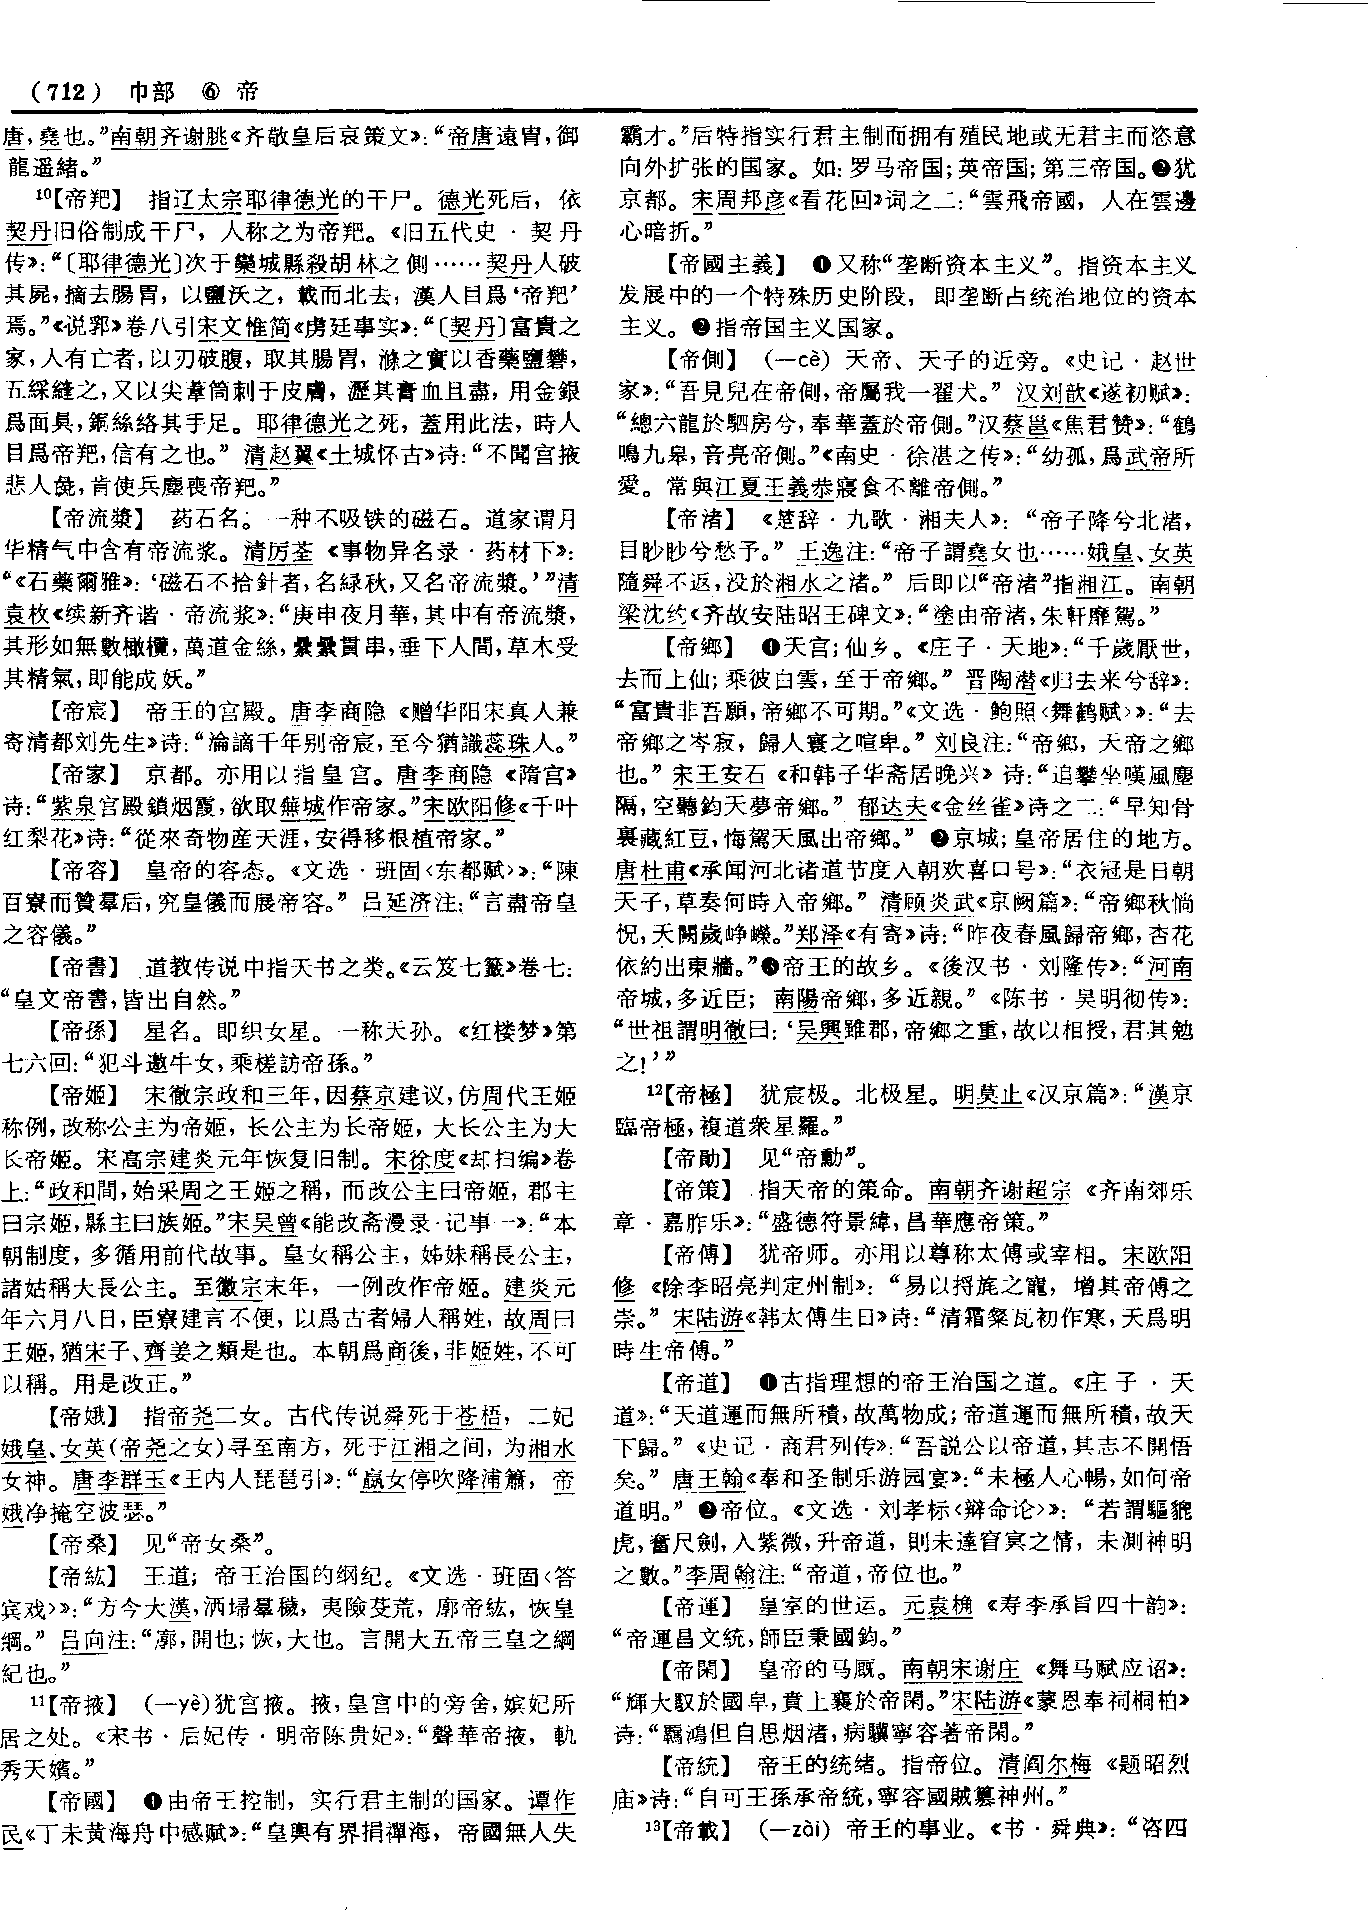 (712) 巾部 ⑥ 帝
唐，堯也。”南朝齐谢朓《齐敬皇后哀策文》：“帝唐遠胄，御
龍遥緒。”
¹⁰【帝羓】 指辽太宗耶律德光的干尸。德光死后，依
契丹旧俗制成干尸，人称之为帝羓。《旧五代史·契丹
传》：“〔耶律德光〕次于欒城縣殺胡林之側……契丹人破
其屍，摘去腸胃，以鹽沃之，載而北去，漢人目爲‘帝羓’
焉。”《说郛》卷八引宋文惟简《虏廷事实》：“〔契丹〕富貴之
家，人有亡者，以刃破腹，取其腸胃，滌之實以香藥鹽礬，
五綵縫之，又以尖葦筒刺于皮膚，瀝其膏血且盡，用金銀
爲面具，銅絲絡其手足。耶律德光之死，蓋用此法，時人
目爲帝羓，信有之也。”清赵翼《土城怀古》诗：“不聞宫掖
悲人彘，肯使兵塵喪帝羓。”
【帝流漿】 药石名。一种不吸铁的磁石。道家谓月
华精气中含有帝流浆。清厉荃《事物异名录·药材下》：
“《石藥爾雅》：‘磁石不拾針者，名緑秋，又名帝流漿。’”清
袁枚《续新齐谐·帝流浆》：“庚申夜月華，其中有帝流漿，
其形如無數橄欖，萬道金絲，纍纍貫串，垂下人間，草木受
其精氣，即能成妖。”
【帝宸】 帝王的宫殿。唐李商隐《赠华阳宋真人兼
寄清都刘先生》诗：“淪謫千年别帝宸，至今猶識蕊珠人。”
【帝家】 京都。亦用以指皇宫。唐李商隐《隋宫》
诗：“紫泉宫殿鎖烟霞，欲取蕪城作帝家。”宋欧阳修《千叶
红梨花》诗：“從來奇物産天涯，安得移根植帝家。”
【帝容】 皇帝的容态。《文选·班固〈东都赋〉》：“陳
百寮而贊羣后，究皇儀而展帝容。”吕延济注：“言盡帝皇
之容儀。”
【帝書】 道教传说中指天书之类。《云笈七籤》卷七：
“皇文帝書，皆出自然。”
【帝孫】 星名。即织女星。一称天孙。《红楼梦》第
七六回：“犯斗邀牛女，乘槎訪帝孫。”
【帝姬】 宋徽宗政和三年，因蔡京建议，仿周代王姬
称例，改称公主为帝姬，长公主为长帝姬，大长公主为大
长帝姬。宋高宗建炎元年恢复旧制。宋徐度《却扫编》卷
上：“政和間，始采周之王姬之稱，而改公主曰帝姬，郡主
曰宗姬，縣主曰族姬。”宋吴曾《能改斋漫录·记事一》：“本
朝制度，多循用前代故事。皇女稱公主，姊妹稱長公主，
諸姑稱大長公主。至徽宗末年，一例改作帝姬。建炎元
年六月八日，臣寮建言不便，以爲古者婦人稱姓，故周曰
王姬，猶宋子、齊姜之類是也。本朝爲商後，非姬姓，不可
以稱。用是改正。”
【帝娥】 指帝尧二女。古代传说舜死于苍梧，二妃
娥皇、女英（帝尧之女）寻至南方，死于江湘之间，为湘水
女神。唐李群玉《王内人琵琶引》：“嬴女停吹降浦簫，帝
娥净掩空波瑟。”
【帝桑】 见“帝女桑”。
【帝紘】 王道；帝王治国的纲纪。《文选·班固〈答
宾戏〉》：“方今大漢，洒埽羣穢，夷險芟荒，廓帝紘，恢皇
綱。”吕向注：“廓，開也；恢，大也。言開大五帝三皇之綱
紀也。”
¹¹【帝掖】 （—yè）犹宫掖。掖，皇宫中的旁舍，嫔妃所
居之处。《宋书·后妃传·明帝陈贵妃》：“聲華帝掖，軌
秀天嬪。”
【帝國】 ❶由帝王控制，实行君主制的国家。谭作
民《丁未黄海舟中感赋》：“皇輿有界捐禪海，帝國無人失
霸才。”后特指实行君主制而拥有殖民地或无君主而恣意
向外扩张的国家。如：罗马帝国；英帝国；第三帝国。❷犹
京都。宋周邦彦《看花回》词之二：“雲飛帝國，人在雲邊
心暗折。”
【帝國主義】 ❶又称“垄断资本主义”。指资本主义
发展中的一个特殊历史阶段，即垄断占统治地位的资本
主义。❷指帝国主义国家。
【帝側】 （—cè）天帝、天子的近旁。《史记·赵世
家》：“吾見兒在帝側，帝屬我一翟犬。”汉刘歆《遂初赋》：
“總六龍於駟房兮，奉華蓋於帝側。”汉蔡邕《焦君赞》：“鶴
鳴九皋，音亮帝側。”《南史·徐湛之传》：“幼孤，爲武帝所
愛。常與江夏王義恭寢食不離帝側。”
【帝渚】 《楚辞·九歌·湘夫人》：“帝子降兮北渚，
目眇眇兮愁予。”王逸注：“帝子謂堯女也……娥皇、女英
隨舜不返，没於湘水之渚。”后即以“帝渚”指湘江。南朝
梁沈约《齐故安陆昭王碑文》：“塗由帝渚，朱軒靡駕。”
【帝鄉】 ❶天宫；仙乡。《庄子·天地》：“千歲厭世，
去而上仙；乘彼白雲，至于帝鄉。”晋陶潜《归去来兮辞》：
“富貴非吾願，帝鄉不可期。”《文选·鲍照〈舞鹤赋〉》：“去
帝鄉之岑寂，歸人寰之喧卑。”刘良注：“帝鄉，天帝之鄉
也。”宋王安石《和韩子华斋居晚兴》诗：“追攀坐嘆風塵
隔，空聽鈞天夢帝鄉。”郁达夫《金丝雀》诗之二：“早知骨
裏藏紅豆，悔駕天風出帝鄉。”❷京城；皇帝居住的地方。
唐杜甫《承闻河北诸道节度入朝欢喜口号》：“衣冠是日朝
天子，草奏何時入帝鄉。”清顾炎武《京阙篇》：“帝鄉秋惝
怳，天闕歲崢嶸。”郑泽《有寄》诗：“昨夜春風歸帝鄉，杏花
依約出東牆。”❸帝王的故乡。《後汉书·刘隆传》：“河南
帝城，多近臣；南陽帝鄉，多近親。”《陈书·吴明彻传》：
“世祖謂明徹曰：‘吴興雖郡，帝鄉之重，故以相授，君其勉
之！’”
¹²【帝極】 犹宸极。北极星。明莫止《汉京篇》：“漢京
臨帝極，複道衆星羅。”
【帝勛】 见“帝勳”。
【帝策】 指天帝的策命。南朝齐谢超宗《齐南郊乐
章·嘉胙乐》：“盛德符景緯，昌華應帝策。”
【帝傅】 犹帝师。亦用以尊称太傅或宰相。宋欧阳
修《除李昭亮判定州制》：“易以捋旄之寵，增其帝傅之
崇。”宋陆游《韩太傅生日》诗：“清霜粲瓦初作寒，天爲明
時生帝傅。”
【帝道】 ❶古指理想的帝王治国之道。《庄子·天
道》：“天道運而無所積，故萬物成；帝道運而無所積，故天
下歸。”《史记·商君列传》：“吾説公以帝道，其志不開悟
矣。”唐王翰《奉和圣制乐游园宴》：“未極人心暢，如何帝
道明。”❷帝位。《文选·刘孝标〈辩命论〉》：“若謂驅貔
虎，奮尺劍，入紫微，升帝道，則未達窅冥之情，未測神明
之數。”李周翰注：“帝道，帝位也。”
【帝運】 皇室的世运。元袁桷《寿李承旨四十韵》：
“帝運昌文統，師臣秉國鈞。”
【帝閑】 皇帝的马厩。南朝宋谢庄《舞马赋应诏》：
“輝大馭於國皁，賁上襄於帝閑。”宋陆游《蒙恩奉祠桐柏》
诗：“羈鴻但自思烟渚，病驥寧容著帝閑。”
【帝統】 帝王的统绪。指帝位。清阎尔梅《题昭烈
庙》诗：“自可王孫承帝統，寧容國賊篡神州。”
¹³【帝載】 （—zài）帝王的事业。《书·舜典》：“咨四